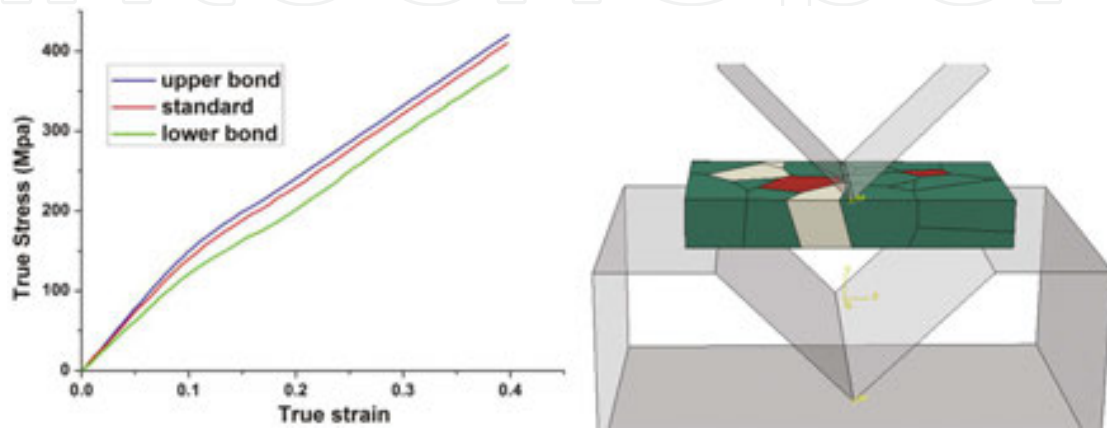 upper bond
standard
lower bond
True Stress (Mpa)
400
300
200
100
0
0.0 0.1 0.2 0.3 0.4
True strain